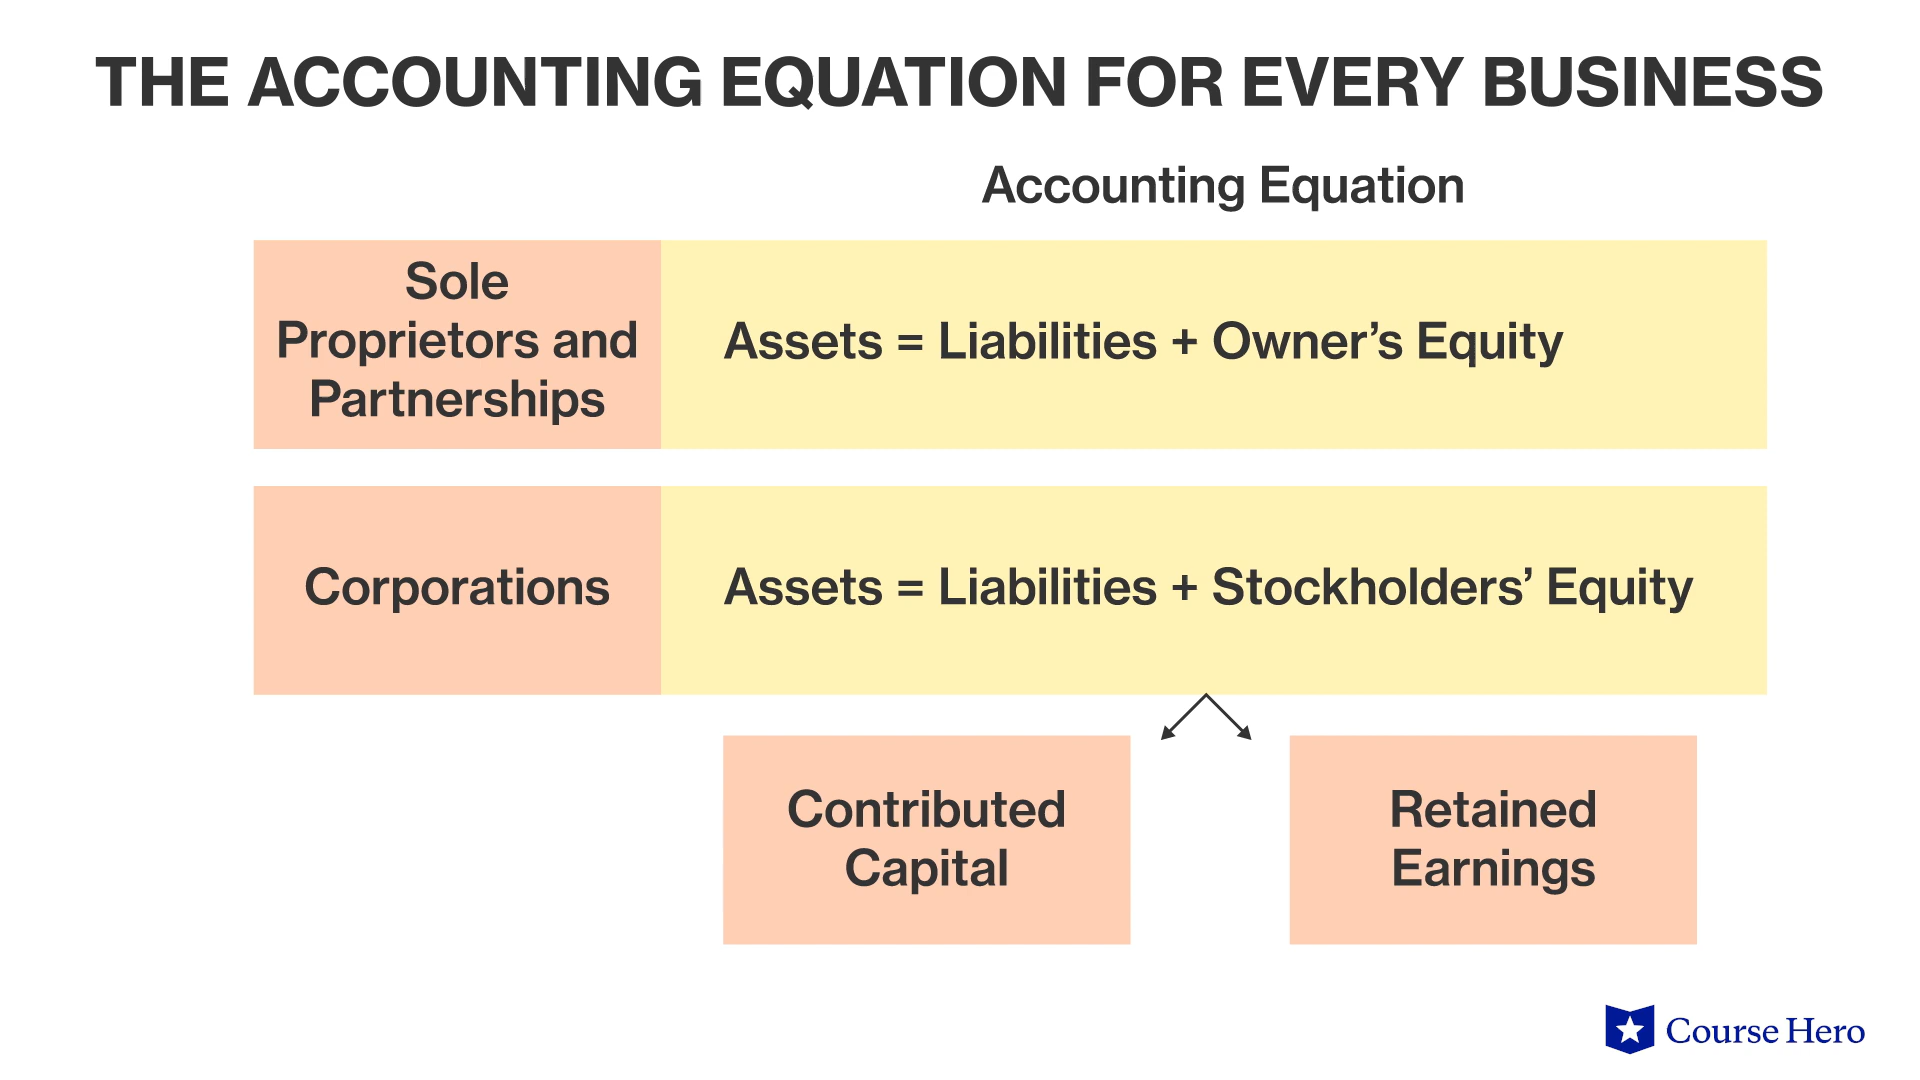 THE ACCOUNTING EQUATION FOR EVERY BUSINESS
Accounting Equation
Sole
Proprietors and
Partnerships
Assets = Liabilities + Owner’s Equity
Corporations
Assets = Liabilities + Stockholders’ Equity
Contributed
Capital
Retained
Earnings
Course Hero